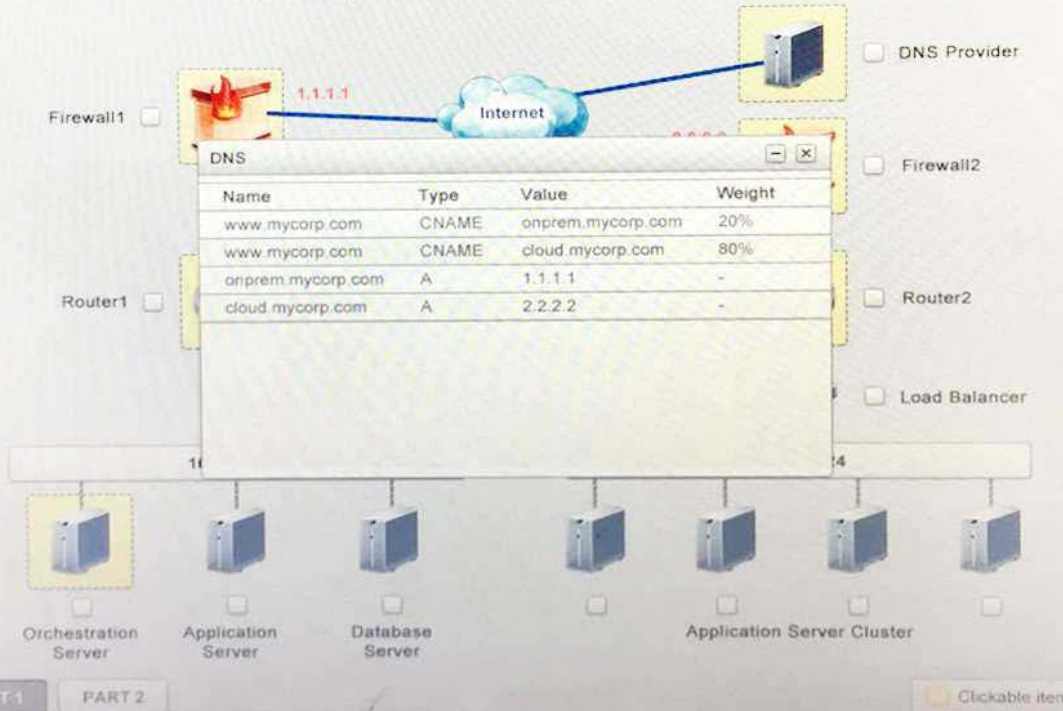 DNS Provider
1.1.1.1
Internet
Firewall1
Firewall2
DNS
Name Type Value Weight
www.mycorp.com CNAME onprem.mycorp.com 20%
www.mycorp.com CNAME cloud.mycorp.com 80%
onprem.mycorp.com A 1.1.1.1 -
cloud.mycorp.com A 2.2.2.2 -
Router1
Router2
Load Balancer
Orchestration
Server
Application
Server
Database
Server
Application Server Cluster
PART 2
Clickable item